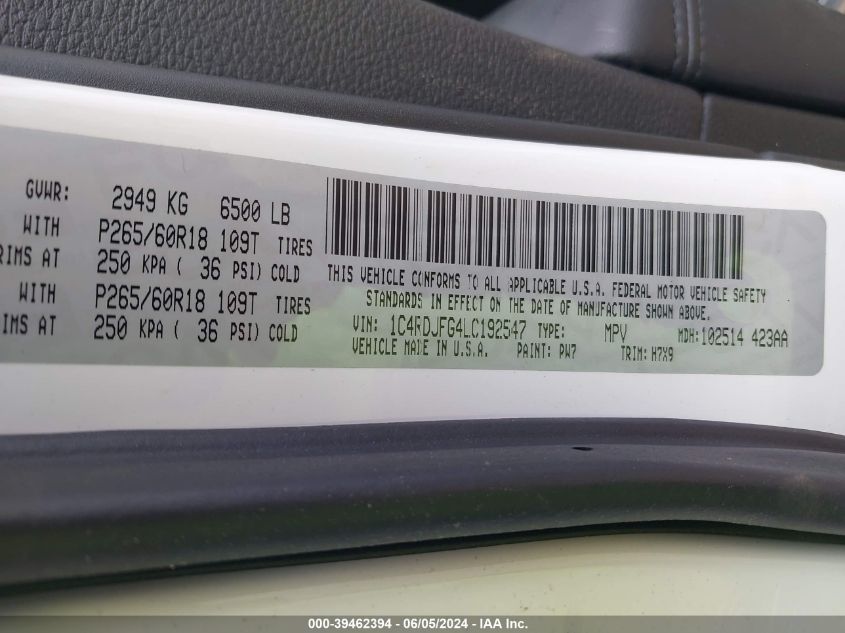 GVWR: 2949 KG 6500 LB
WITH P265/60R18 109T TIRES
RIMS AT 250 KPA ( 36 PSI) COLD
WITH P265/60R18 109T TIRES
IMS AT 250 KPA ( 36 PSI) COLD
THIS VEHICLE CONFORMS TO ALL APPLICABLE U.S.A. FEDERAL MOTOR VEHICLE SAFETY
STANDARDS IN EFFECT ON THE DATE OF MANUFACTURE SHOWN ABOVE.
VIN: 1C4RDJFG4LC192547 TYPE: MPV MDH: 102514 423AA
VEHICLE MADE IN U.S.A. PAINT: PW7 TRIM: H7X9
000-39462394 - 06/05/2024 - IAA Inc.